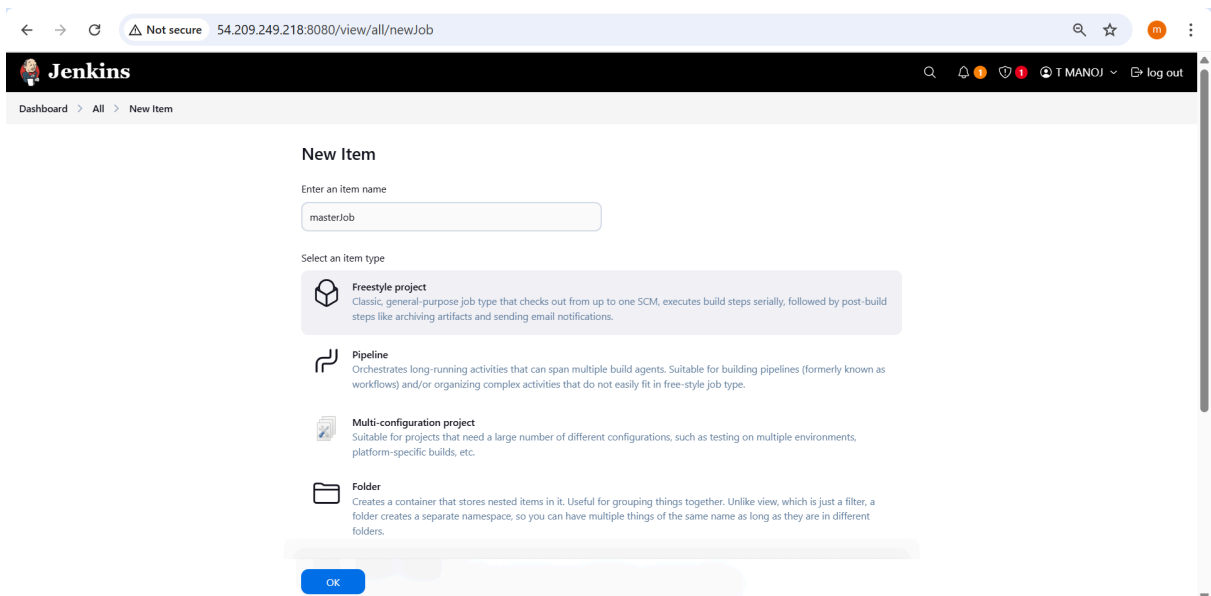 Not secure 54.209.249.218:8080/view/all/newJob m
Jenkins 1 1 T MANOJ log out
Dashboard > All > New Item
New Item
Enter an item name
masterJob
Select an item type
Freestyle project
Classic, general-purpose job type that checks out from up to one SCM, executes build steps serially, followed by post-build
steps like archiving artifacts and sending email notifications.
Pipeline
Orchestrates long-running activities that can span multiple build agents. Suitable for building pipelines (formerly known as
workflows) and/or organizing complex activities that do not easily fit in free-style job type.
Multi-configuration project
Suitable for projects that need a large number of different configurations, such as testing on multiple environments,
platform-specific builds, etc.
Folder
Creates a container that stores nested items in it. Useful for grouping things together. Unlike view, which is just a filter, a
folder creates a separate namespace, so you can have multiple things of the same name as long as they are in different
folders.
OK